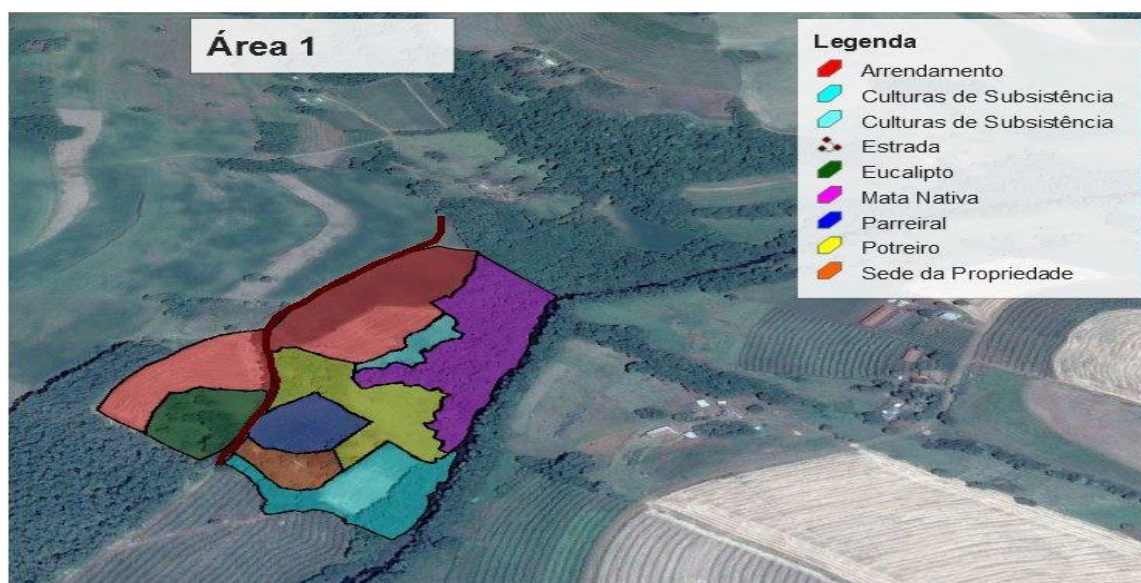 Área 1
Legenda
Arrendamento
Culturas de Subsistência
Culturas de Subsistência
Estrada
Eucalipto
Mata Nativa
Parreiral
Potreiro
Sede da Propriedade